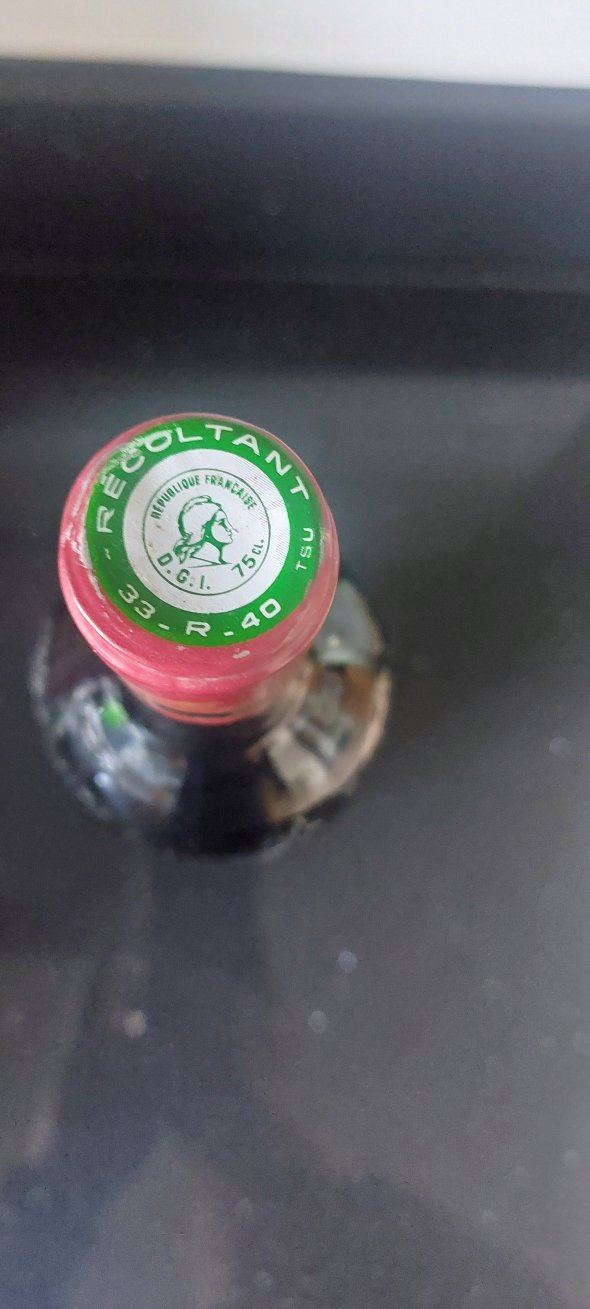 RÉCOLTANT
TSU
33 - R - 40
RÉPUBLIQUE FRANÇAISE
D.G.I. 75 CL.